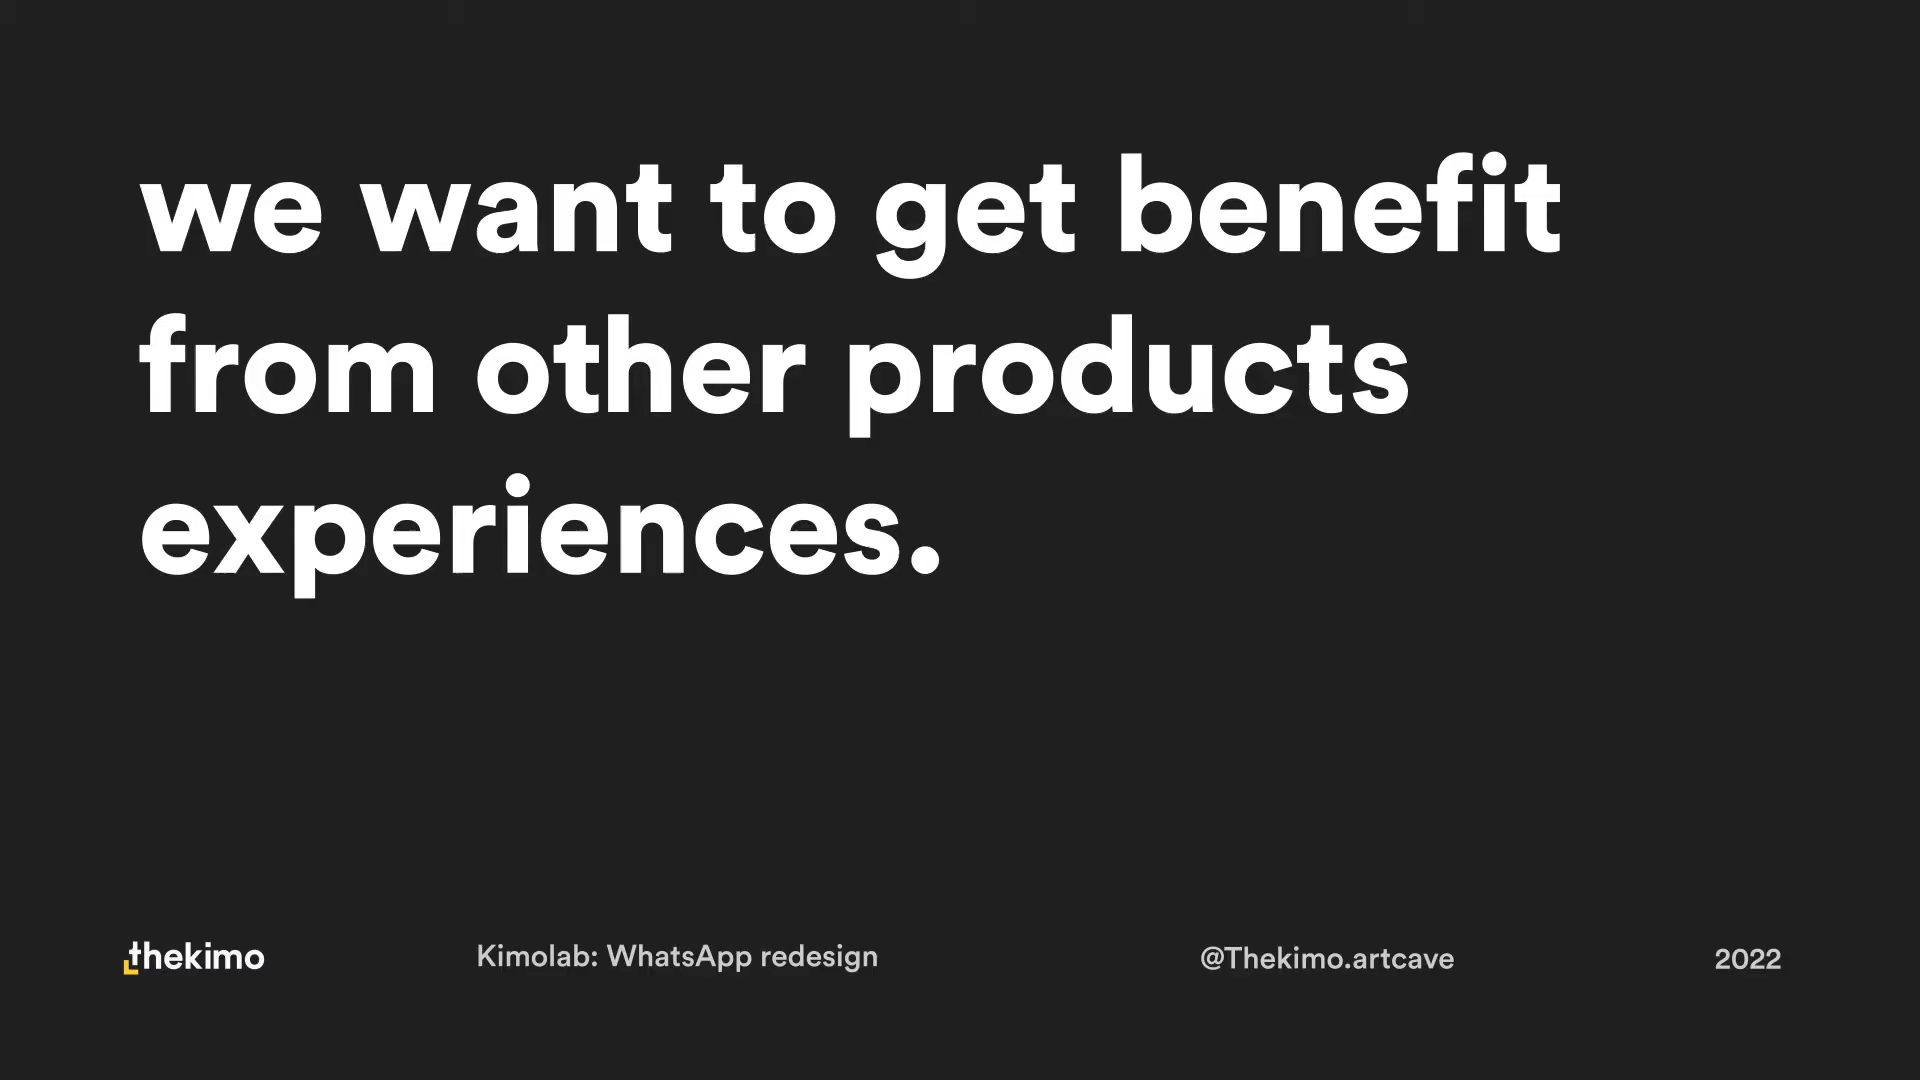 we want to get benefit
from other products
experiences.
thekimo
Kimolab: WhatsApp redesign
@Thekimo.artcave
2022